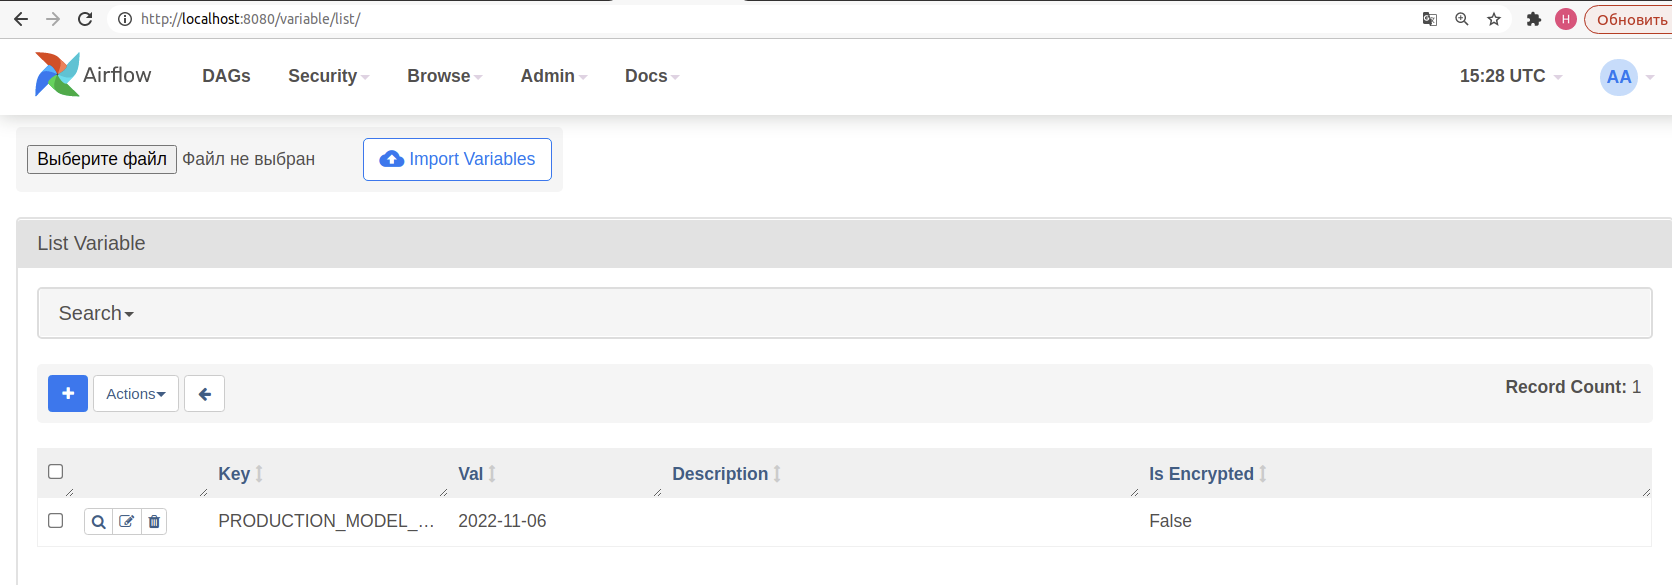 http://localhost:8080/variable/list/
H
Обновить
Airflow DAGs Security Browse Admin Docs 15:28 UTC AA
Выберите файл Файл не выбран Import Variables
List Variable
Search
Actions Record Count: 1
Key Val Description Is Encrypted
PRODUCTION_MODEL_... 2022-11-06 False